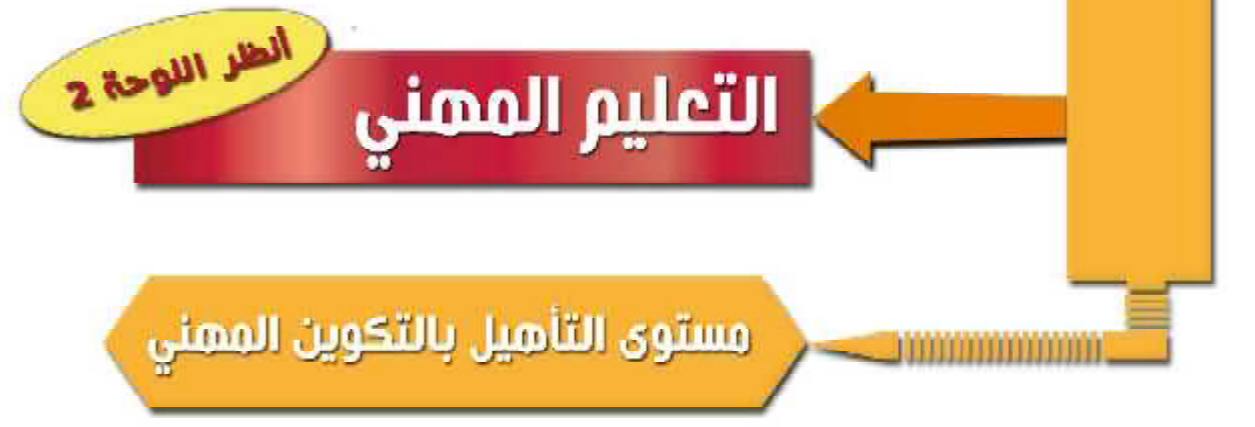 أنظر اللوحة 2
التعليم المهني
مستوى التأهيل بالتكوين المهني